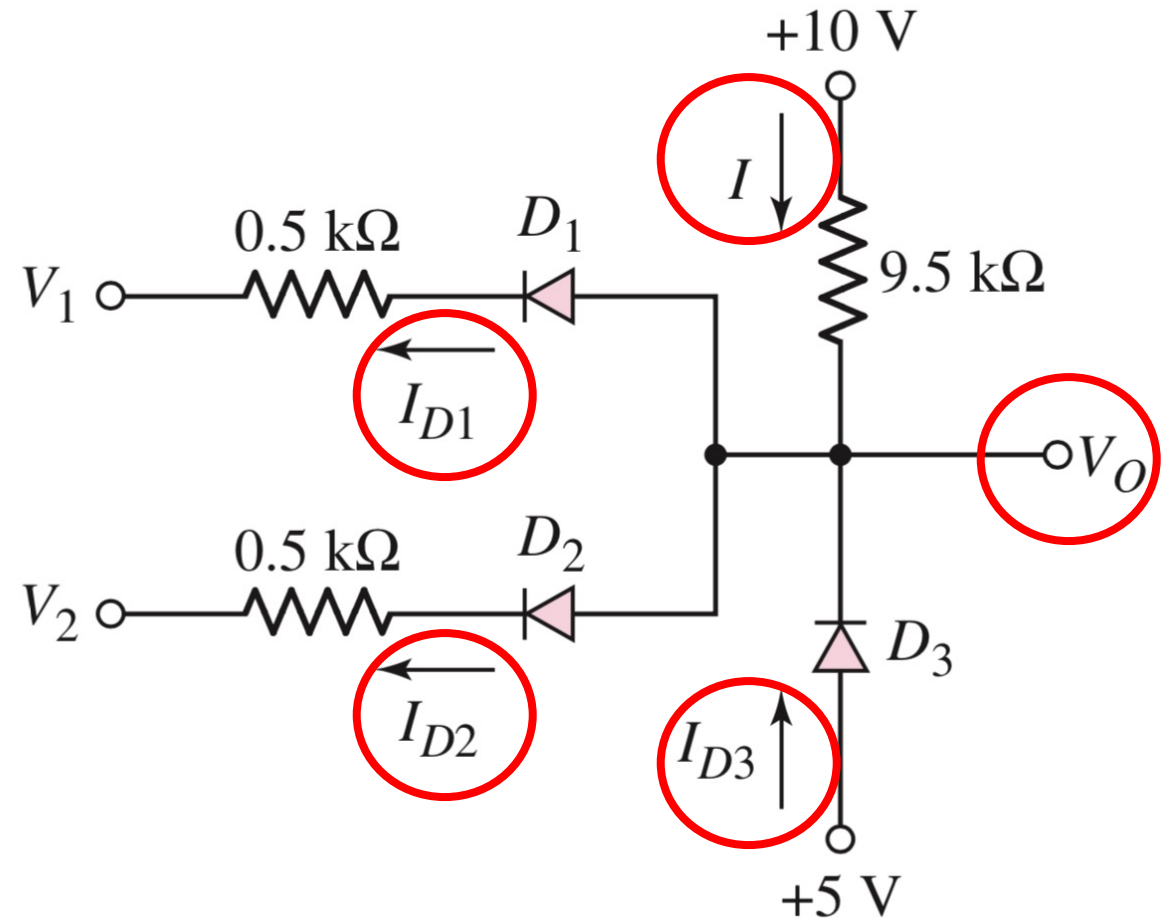 +10 V
I
D1
0.5 kΩ
9.5 kΩ
V1
ID1
VO
D2
0.5 kΩ
V2
D3
ID2
ID3
+5 V